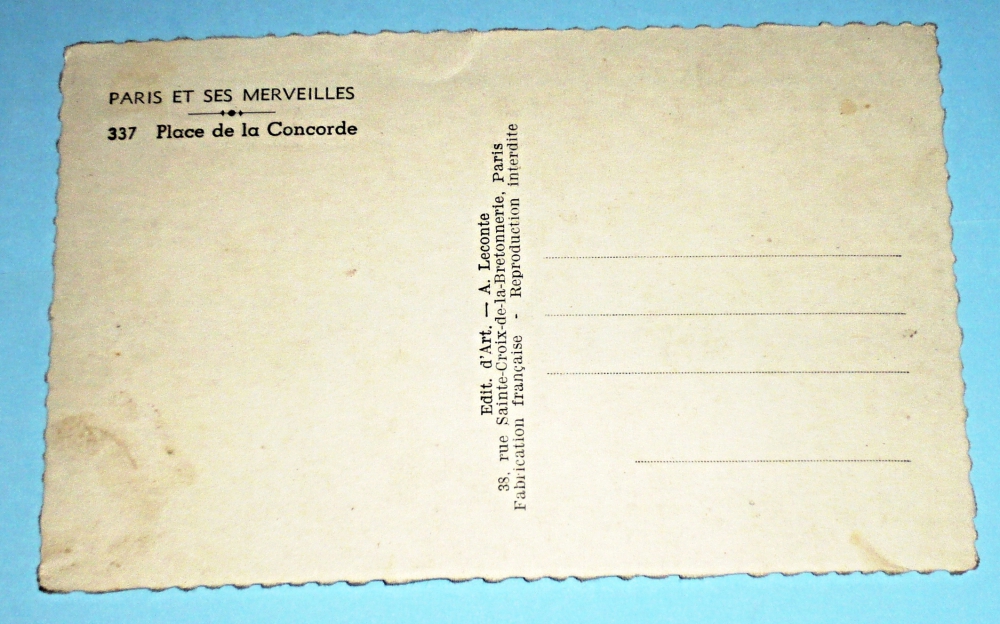 PARIS ET SES MERVEILLES
337 Place de la Concorde
Edit. d'Art. — A. Leconte
38, rue Sainte-Croix-de-la-Bretonnerie, Paris
Fabrication française - Reproduction interdite